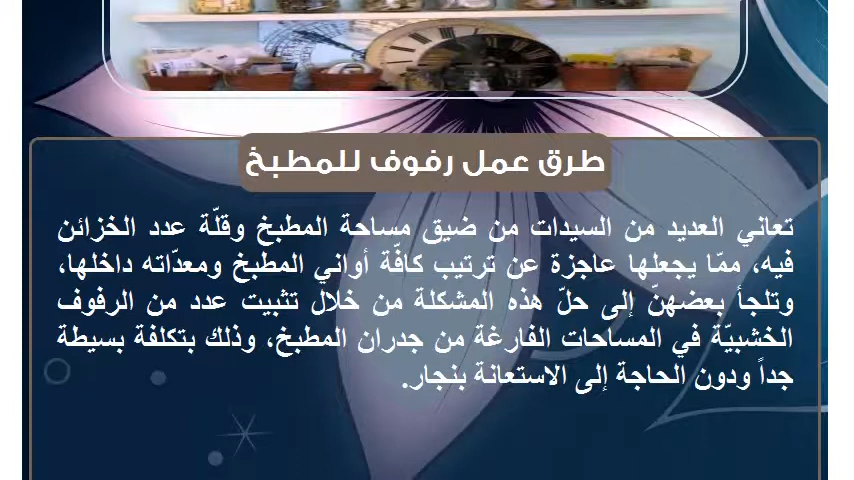 طرق عمل رفوف للمطبخ
تعاني العديد من السيدات من ضيق مساحة المطبخ وقلّة عدد الخزائن
فيه، ممّا يجعلها عاجزة عن ترتيب كافّة أواني المطبخ ومعدّاته داخلها،
وتلجأ بعضهنّ إلى حلّ هذه المشكلة من خلال تثبيت عدد من الرفوف
الخشبيّة في المساحات الفارغة من جدران المطبخ، وذلك بتكلفة بسيطة
جداً ودون الحاجة إلى الاستعانة بنجار.